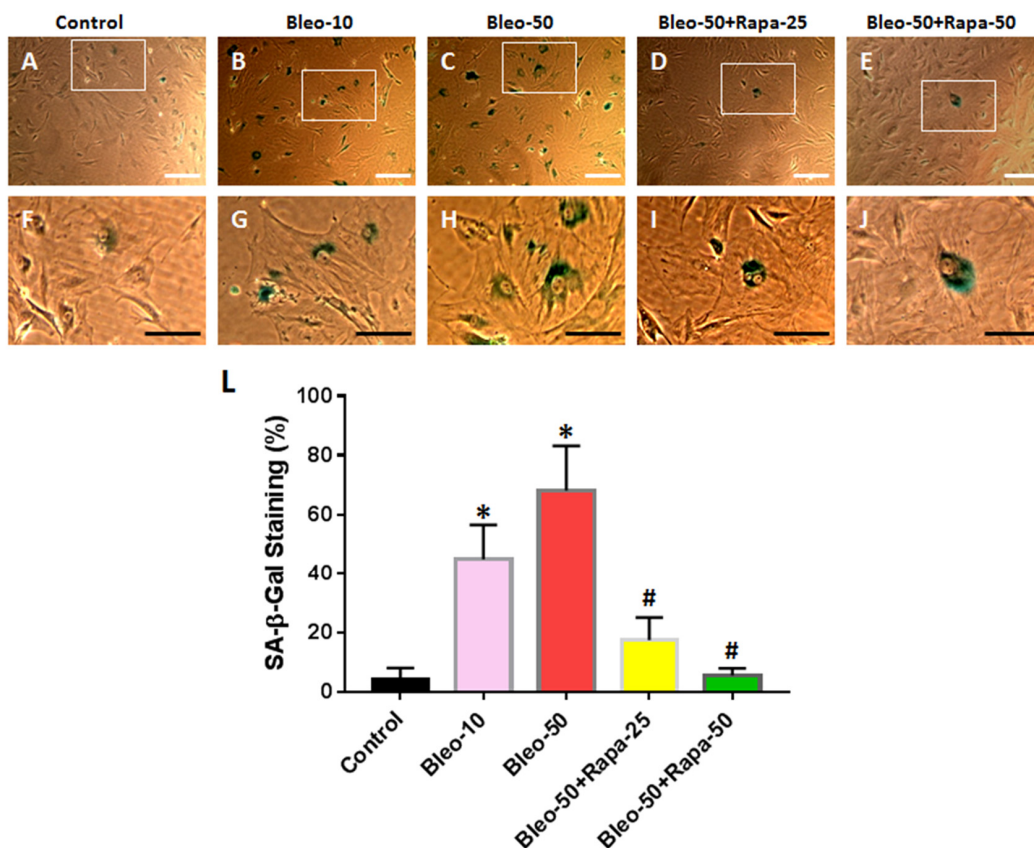 Control Bleo-10 Bleo-50 Bleo-50+Rapa-25 Bleo-50+Rapa-50
A B C D E
F G H I J
L
SA-β-Gal Staining (%)
100
80
60
40
20
0
* * # #
Control Bleo-10 Bleo-50 Bleo-50+Rapa-25 Bleo-50+Rapa-50